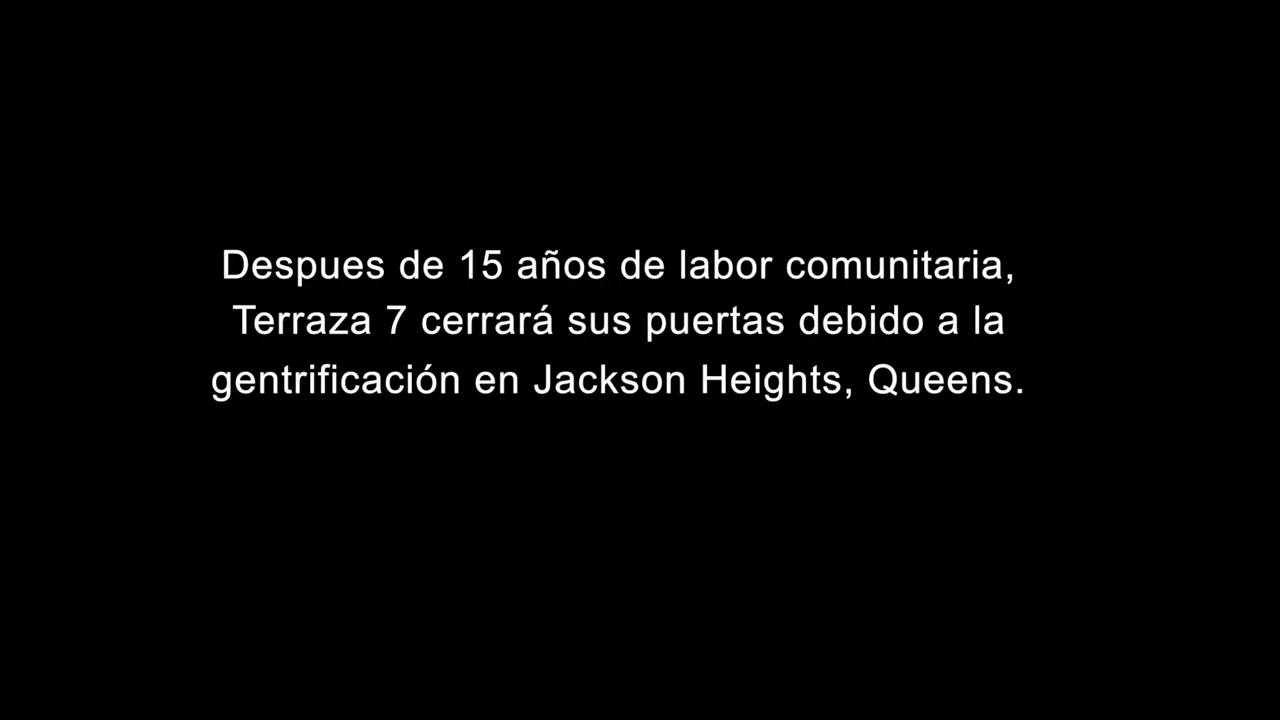 Despues de 15 años de labor comunitaria,
Terraza 7 cerrará sus puertas debido a la
gentrificación en Jackson Heights, Queens.